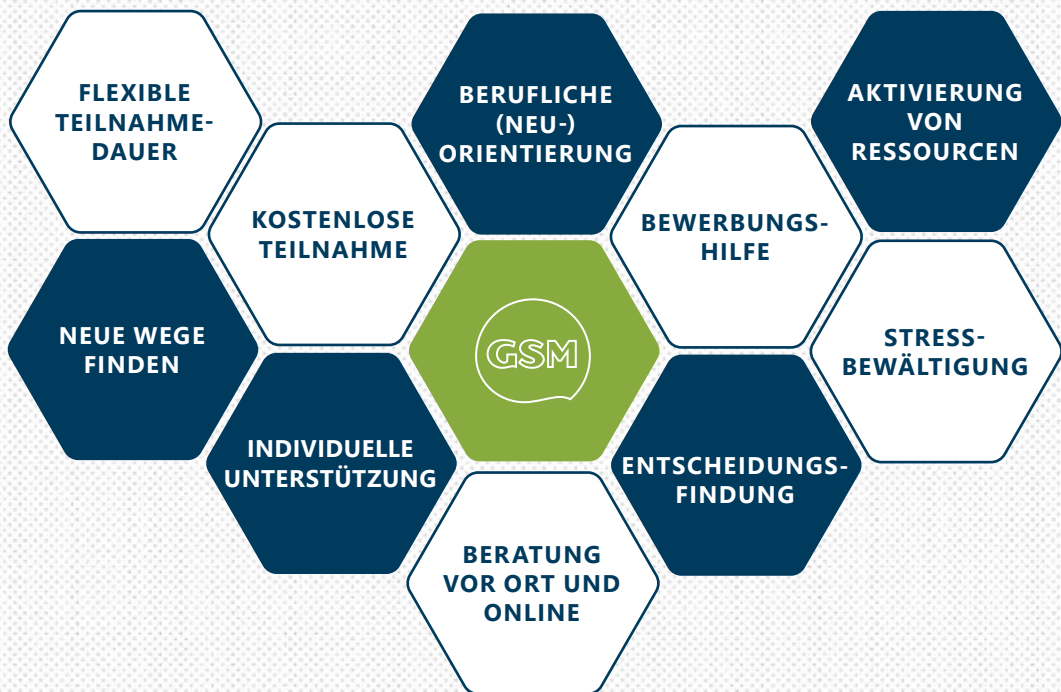 FLEXIBLE
TEILNAHME-
DAUER
BERUFLICHE
(NEU-)
ORIENTIERUNG
AKTIVIERUNG
VON
RESSOURCEN
KOSTENLOSE
TEILNAHME
BEWERBUNGS-
HILFE
NEUE WEGE
FINDEN
GSM
STRESS-
BEWÄLTIGUNG
INDIVIDUELLE
UNTERSTÜTZUNG
ENTSCHEIDUNGS-
FINDUNG
BERATUNG
VOR ORT UND
ONLINE